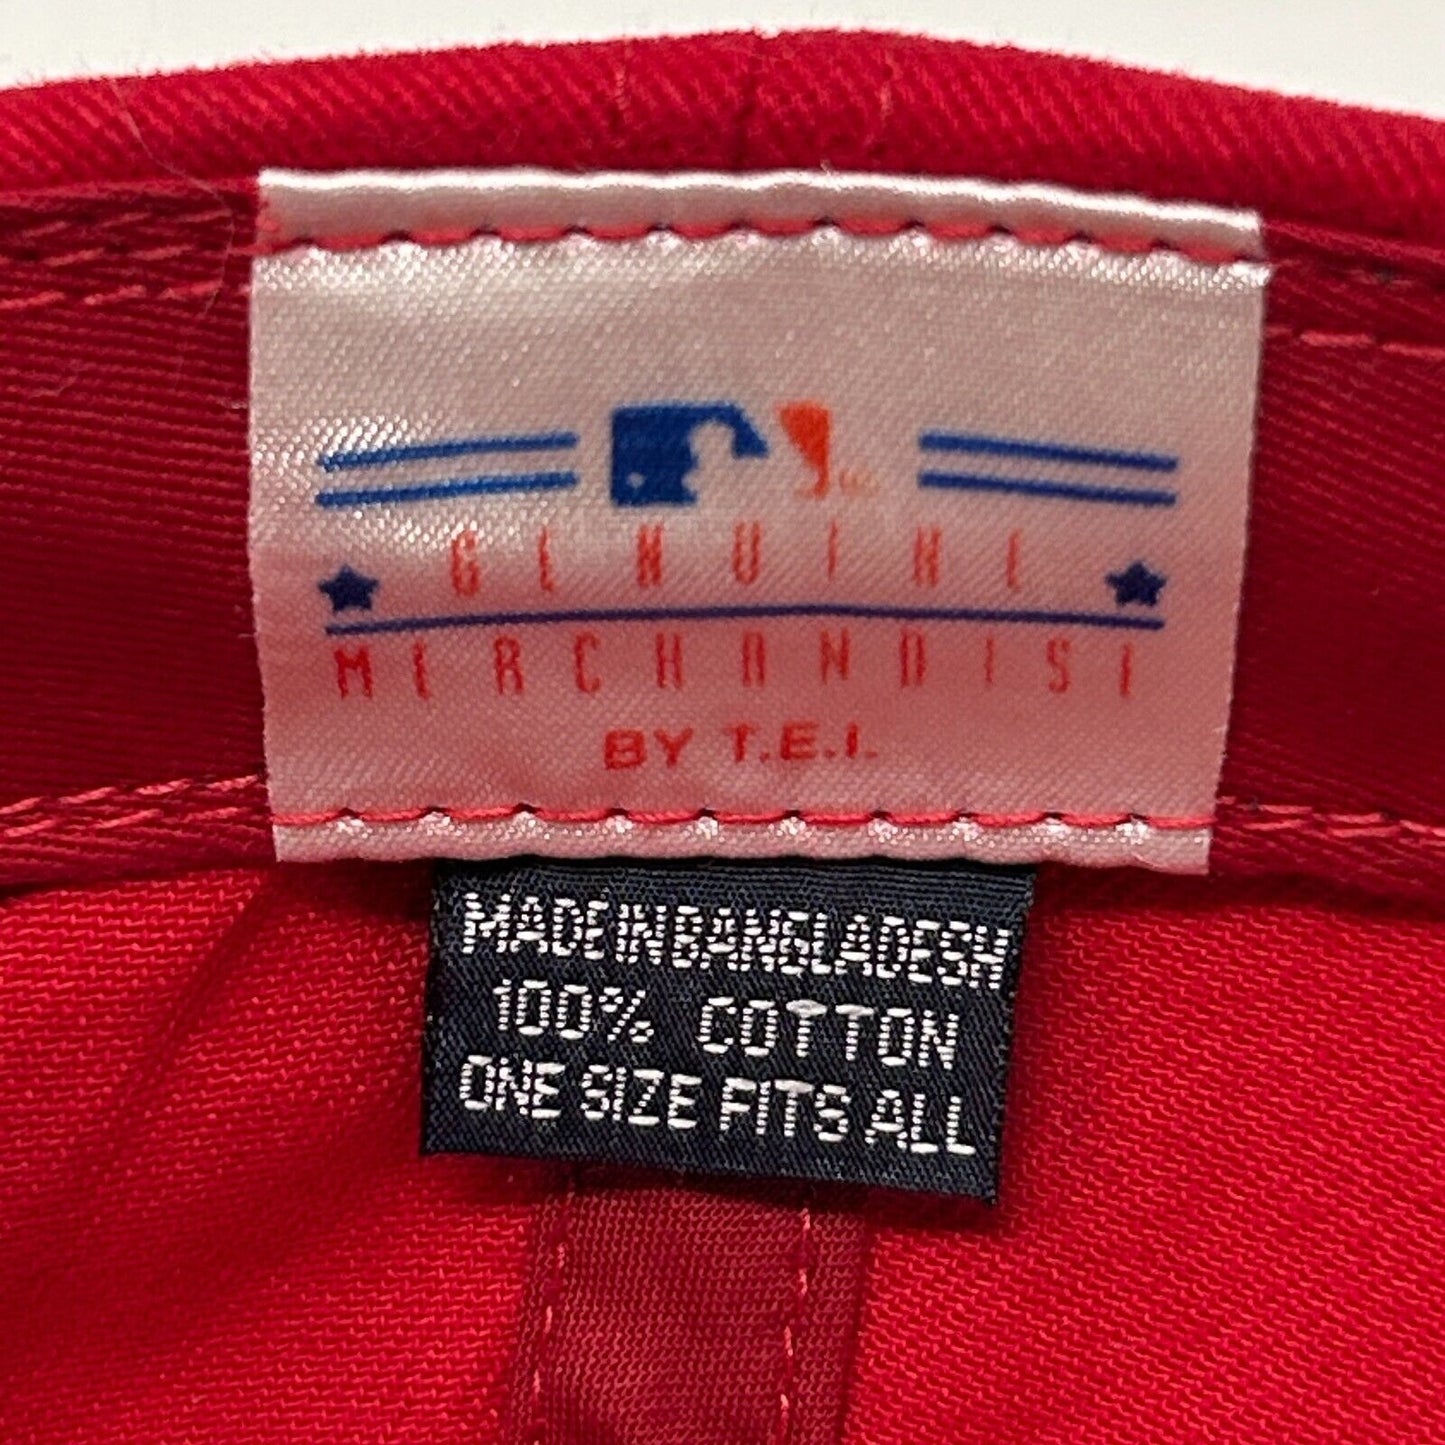 GENUINE
MERCHANDISE
BY T.E.I.
MADE IN BANGLADESH
100% COTTON
ONE SIZE FITS ALL